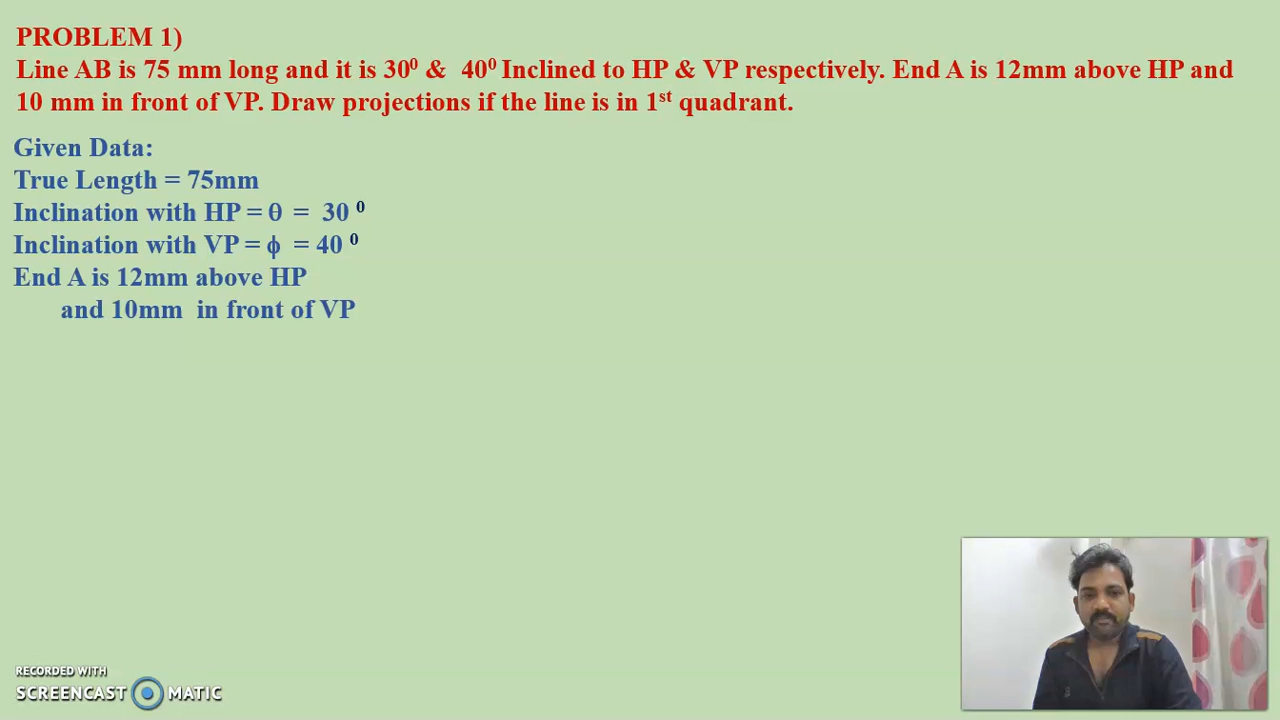 PROBLEM 1)
Line AB is 75 mm long and it is 30⁰ & 40⁰ Inclined to HP & VP respectively. End A is 12mm above HP and
10 mm in front of VP. Draw projections if the line is in 1ˢᵗ quadrant.
Given Data:
True Length = 75mm
Inclination with HP = θ = 30 ⁰
Inclination with VP = ϕ = 40 ⁰
End A is 12mm above HP
and 10mm in front of VP
RECORDED WITH
SCREENCAST MATIC